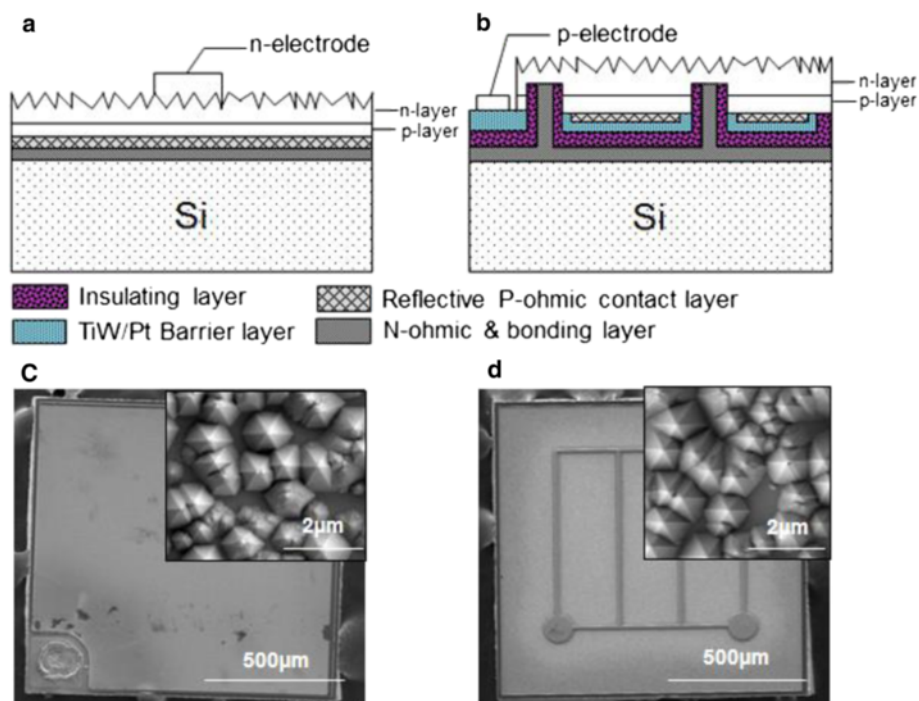 a
n-electrode
n-layer
p-layer
Si
b
p-electrode
n-layer
p-layer
Si
Insulating layer
Reflective P-ohmic contact layer
TiW/Pt Barrier layer
N-ohmic & bonding layer
C
2μm
500μm
d
2μm
500μm